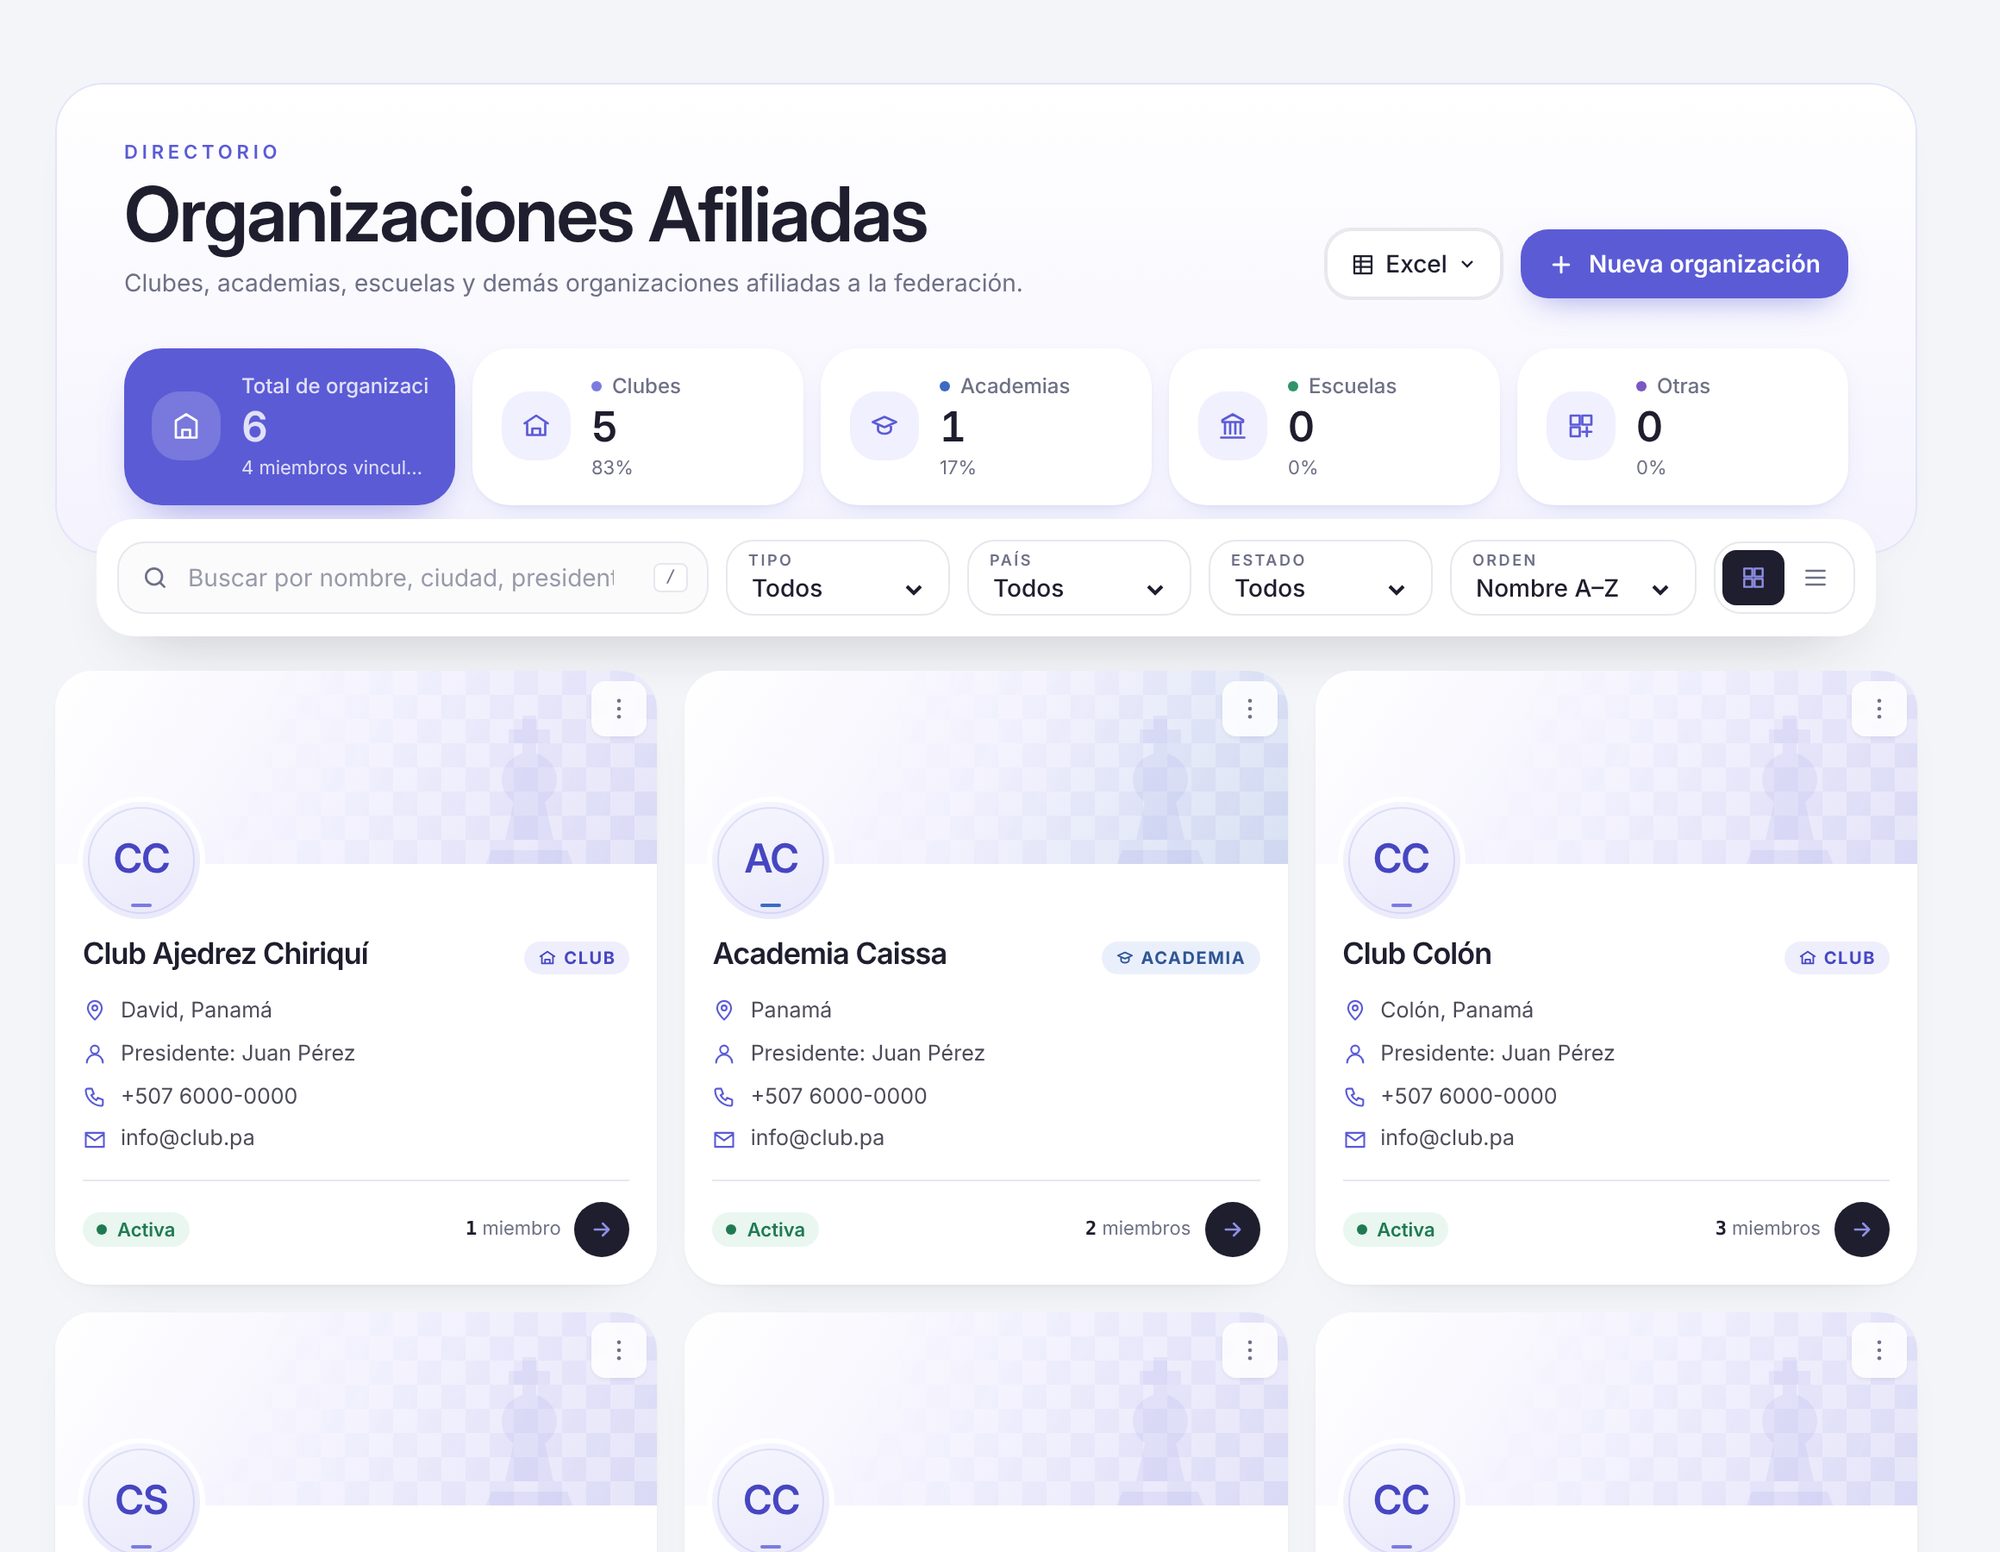 DIRECTORIO
Organizaciones Afiliadas
Clubes, academias, escuelas y demás organizaciones afiliadas a la federación.
Excel
Nueva organización
Total de organizaci
6
4 miembros vincul...
Clubes
5
83%
Academias
1
17%
Escuelas
0
0%
Otras
0
0%
Buscar por nombre, ciudad, president
/
TIPO
Todos
PAÍS
Todos
ESTADO
Todos
ORDEN
Nombre A–Z
CC
Club Ajedrez Chiriquí
CLUB
David, Panamá
Presidente: Juan Pérez
+507 6000-0000
info@club.pa
Activa
1 miembro
AC
Academia Caissa
ACADEMIA
Panamá
Presidente: Juan Pérez
+507 6000-0000
info@club.pa
Activa
2 miembros
CC
Club Colón
CLUB
Colón, Panamá
Presidente: Juan Pérez
+507 6000-0000
info@club.pa
Activa
3 miembros
CS
CC
CC